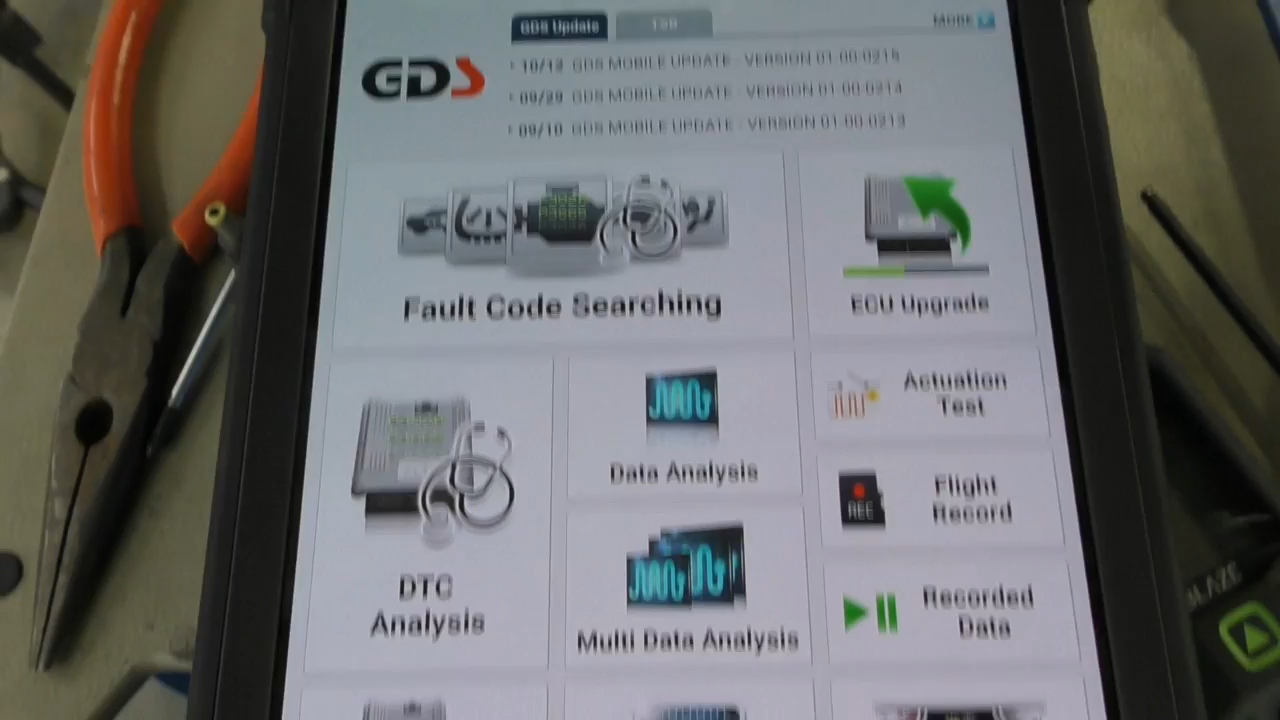 GDS Update
TSB
MORE
GDS
10/12 GDS MOBILE UPDATE - VERSION 01-00-0215
09/29 GDS MOBILE UPDATE - VERSION 01-00-0214
09/10 GDS MOBILE UPDATE - VERSION 01-00-0213
Fault Code Searching
ECU Upgrade
DTC
Analysis
Data Analysis
Multi Data Analysis
Actuation
Test
REC
Flight
Record
Recorded
Data